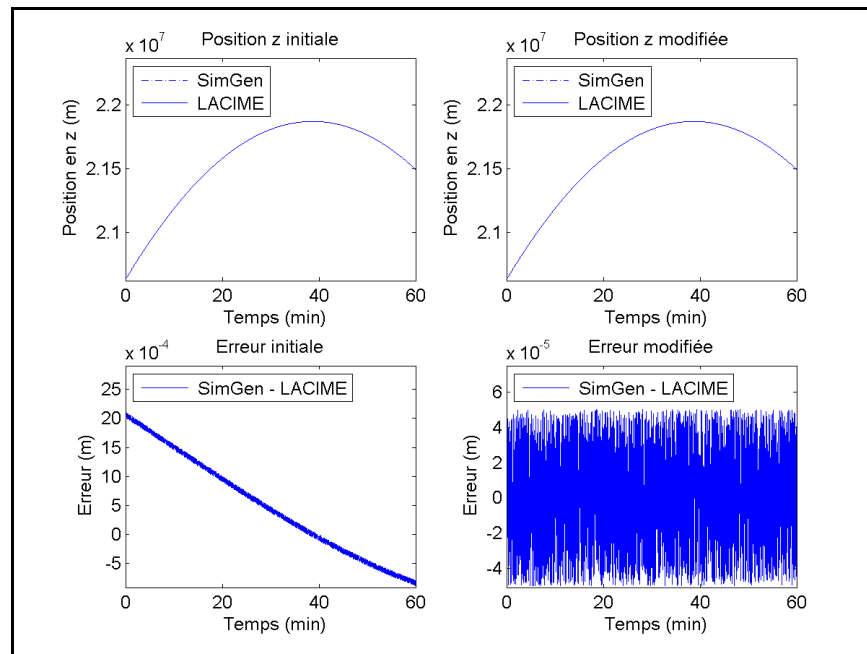 Position z initiale
x 10^7
SimGen
LACIME
2.2
2.15
2.1
Position en z (m)
0 20 40 60
Temps (min)
Position z modifiée
x 10^7
SimGen
LACIME
2.2
2.15
2.1
Position en z (m)
0 20 40 60
Temps (min)
Erreur initiale
x 10^-4
SimGen - LACIME
25
20
15
10
5
0
-5
Erreur (m)
0 20 40 60
Temps (min)
Erreur modifiée
x 10^-5
SimGen - LACIME
6
4
2
0
-2
-4
Erreur (m)
0 20 40 60
Temps (min)